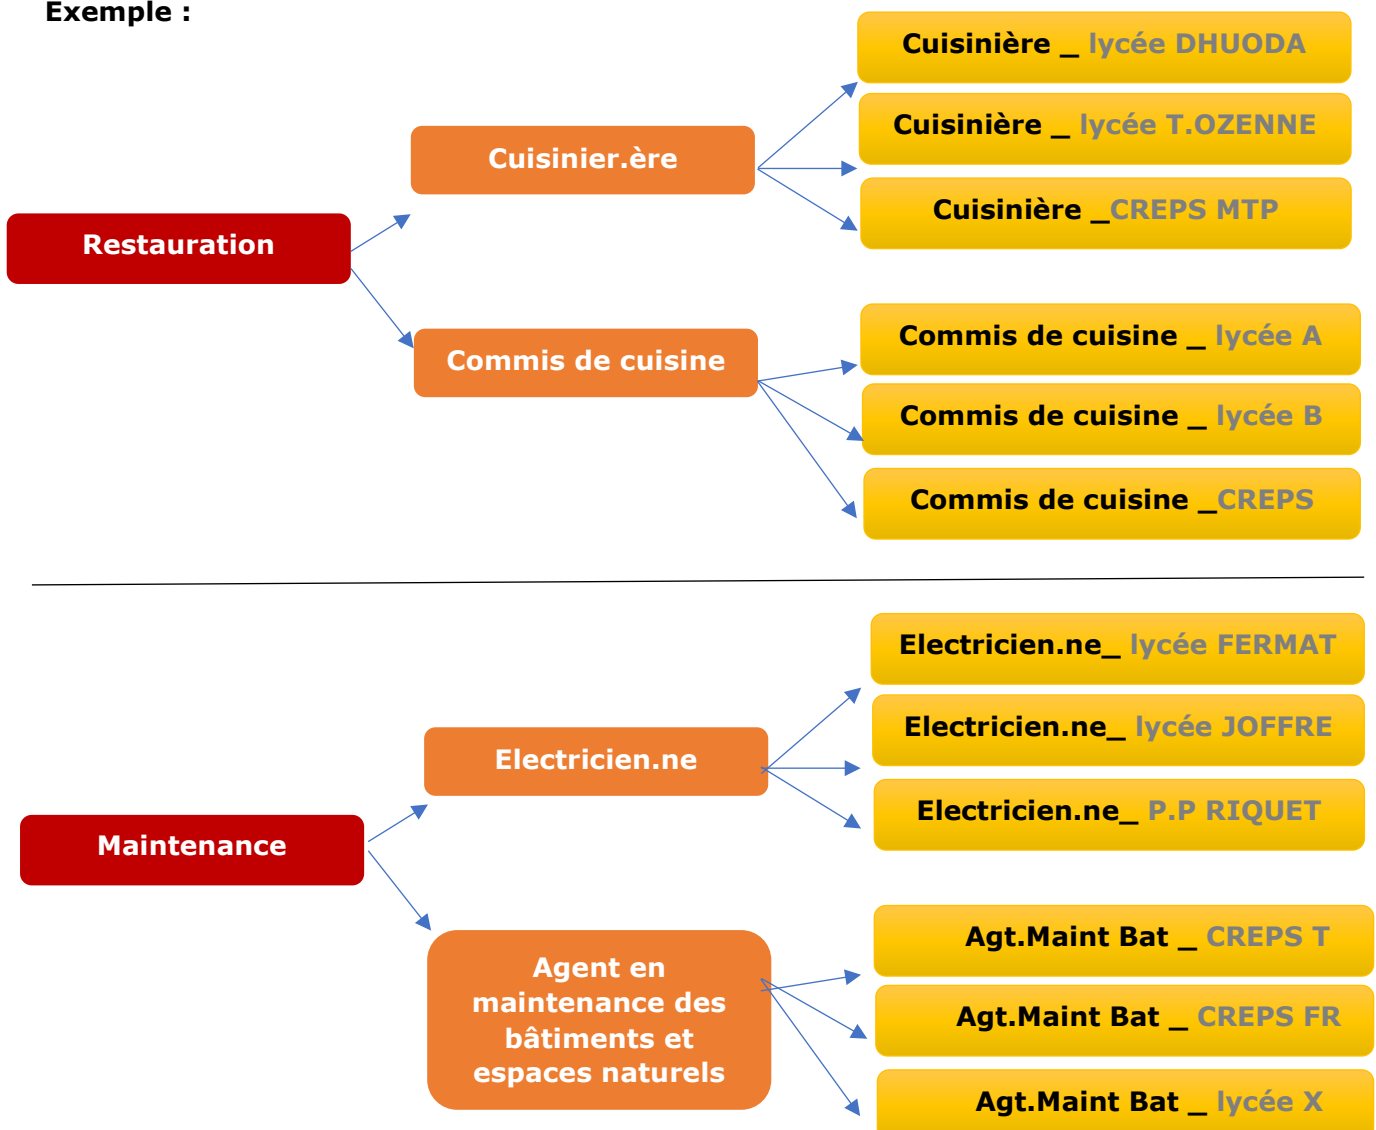 Exemple :
Cuisinière _ lycée DHUODA
Cuisinière _ lycée T.OZENNE
Cuisinier.ère
Cuisinière _CREPS MTP
Restauration
Commis de cuisine _ lycée A
Commis de cuisine
Commis de cuisine _ lycée B
Commis de cuisine _CREPS
Electricien.ne_ lycée FERMAT
Electricien.ne_ lycée JOFFRE
Electricien.ne
Electricien.ne_ P.P RIQUET
Maintenance
Agt.Maint Bat _ CREPS T
Agent en
maintenance des
bâtiments et
espaces naturels
Agt.Maint Bat _ CREPS FR
Agt.Maint Bat _ lycée X